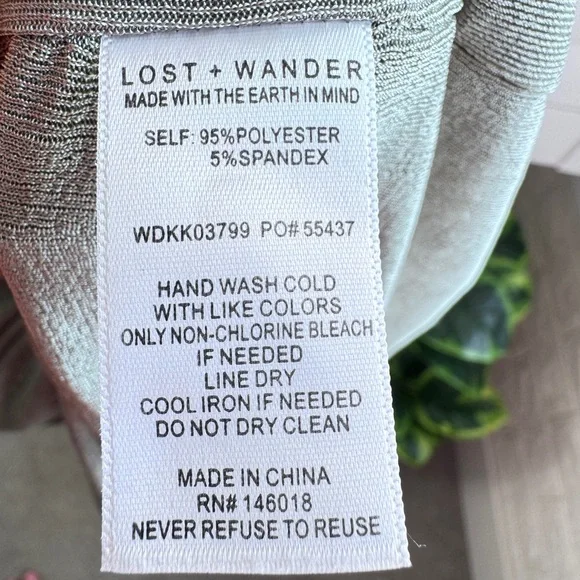 LOST + WANDER
MADE WITH THE EARTH IN MIND
SELF: 95%POLYESTER
5%SPANDEX
WDKK03799 PO# 55437
HAND WASH COLD
WITH LIKE COLORS
ONLY NON-CHLORINE BLEACH
IF NEEDED
LINE DRY
COOL IRON IF NEEDED
DO NOT DRY CLEAN
MADE IN CHINA
RN# 146018
NEVER REFUSE TO REUSE